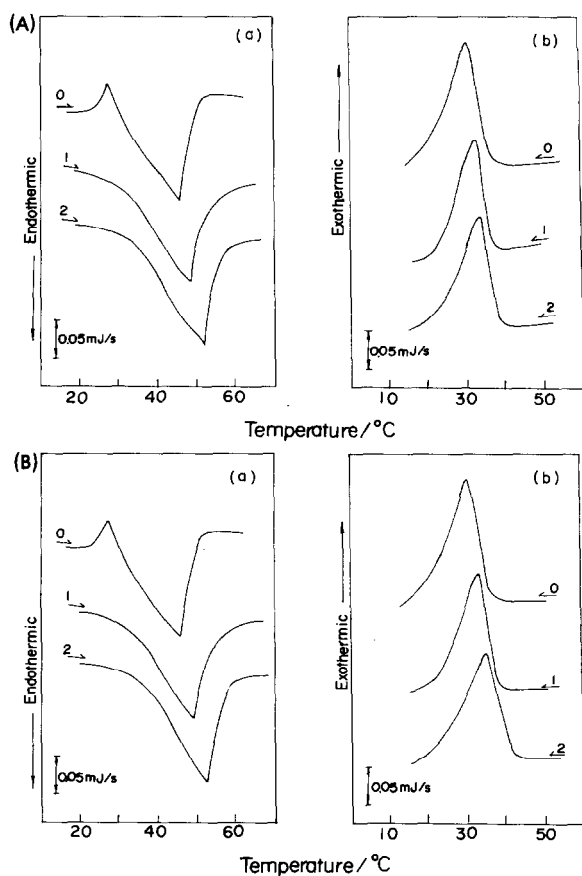 (A)
(a)
0
1
2
Endothermic
0.05mJ/s
20 40 60
(b)
Exothermic
0
1
2
0.05mJ/s
10 30 50
Temperature/°C
(B)
(a)
0
1
2
Endothermic
0.05mJ/s
20 40 60
(b)
Exothermic
0
1
2
0.05mJ/s
10 30 50
Temperature/°C